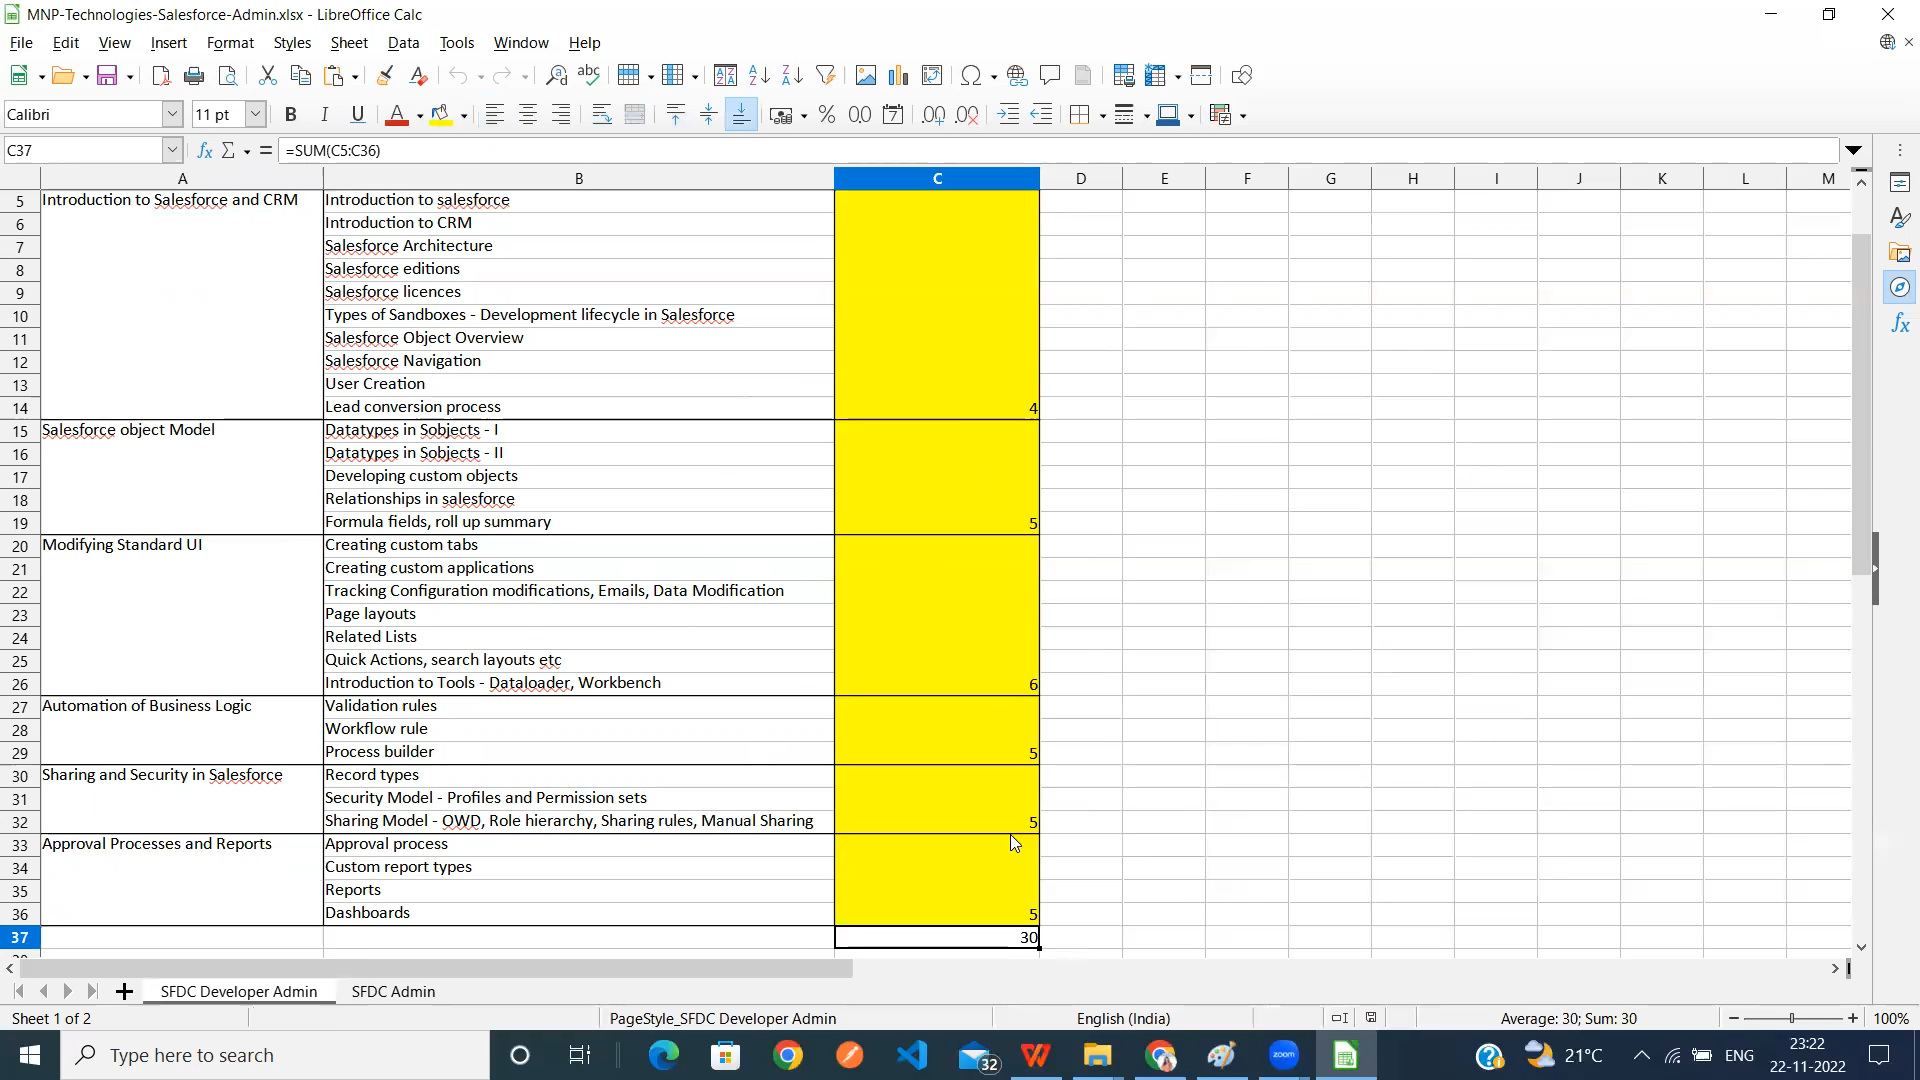 MNP-Technologies-Salesforce-Admin.xlsx - LibreOffice Calc
File Edit View Insert Format Styles Sheet Data Tools Window Help
Calibri 11 pt
C37 =SUM(C5:C36)
A B C D E F G H I J K L M
5 Introduction to Salesforce and CRM Introduction to salesforce
6 Introduction to CRM
7 Salesforce Architecture
8 Salesforce editions
9 Salesforce licences
10 Types of Sandboxes - Development lifecycle in Salesforce
11 Salesforce Object Overview
12 Salesforce Navigation
13 User Creation
14 Lead conversion process 4
15 Salesforce object Model Datatypes in Sobjects - I
16 Datatypes in Sobjects - II
17 Developing custom objects
18 Relationships in salesforce
19 Formula fields, roll up summary 5
20 Modifying Standard UI Creating custom tabs
21 Creating custom applications
22 Tracking Configuration modifications, Emails, Data Modification
23 Page layouts
24 Related Lists
25 Quick Actions, search layouts etc
26 Introduction to Tools - Dataloader, Workbench 6
27 Automation of Business Logic Validation rules
28 Workflow rule
29 Process builder 5
30 Sharing and Security in Salesforce Record types
31 Security Model - Profiles and Permission sets
32 Sharing Model - OWD, Role hierarchy, Sharing rules, Manual Sharing 5
33 Approval Processes and Reports Approval process
34 Custom report types
35 Reports
36 Dashboards 5
37 30
SFDC Developer Admin SFDC Admin
Sheet 1 of 2 PageStyle_SFDC Developer Admin English (India) Average: 30; Sum: 30 100%
Type here to search 32 zoom 21°C ENG 23:22
22-11-2022